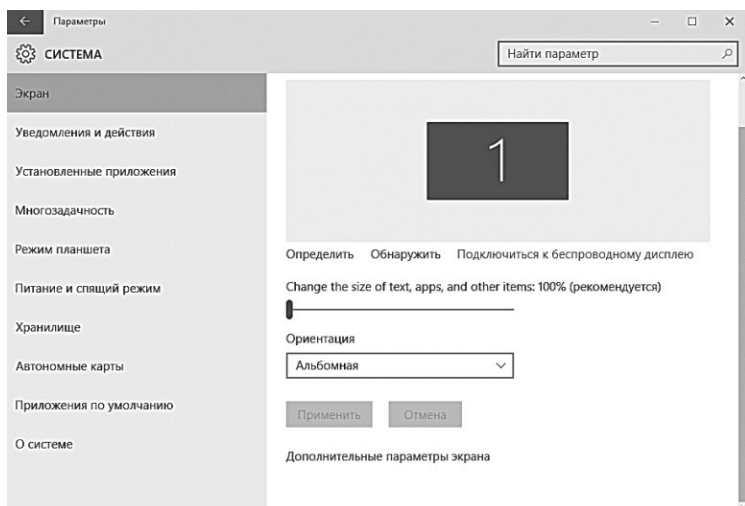 Параметры
СИСТЕМА
Найти параметр
Экран
Уведомления и действия
Установленные приложения
Многозадачность
Режим планшета
Питание и спящий режим
Хранилище
Автономные карты
Приложения по умолчанию
О системе
1
Определить Обнаружить Подключиться к беспроводному дисплею
Change the size of text, apps, and other items: 100% (рекомендуется)
Ориентация
Альбомная
Применить Отмена
Дополнительные параметры экрана